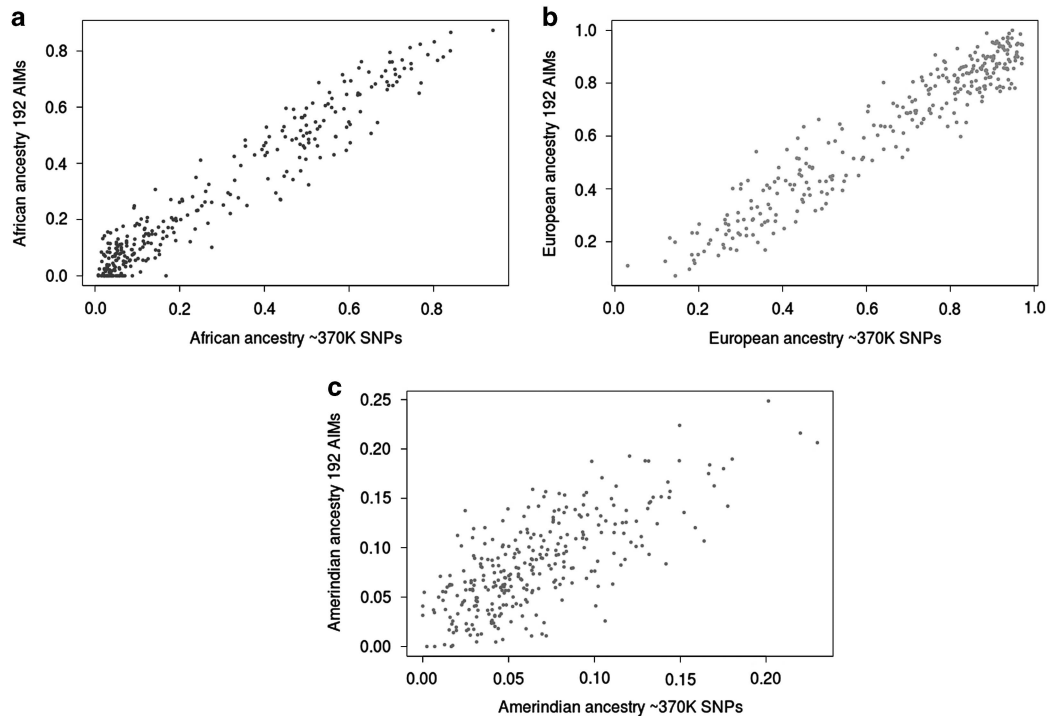 a
African ancestry 192 AIMs
0.8
0.6
0.4
0.2
0.0
0.0 0.2 0.4 0.6 0.8
African ancestry ~370K SNPs
b
European ancestry 192 AIMs
1.0
0.8
0.6
0.4
0.2
0.0 0.2 0.4 0.6 0.8 1.0
European ancestry ~370K SNPs
c
Amerindian ancestry 192 AIMs
0.25
0.20
0.15
0.10
0.05
0.00
0.00 0.05 0.10 0.15 0.20
Amerindian ancestry ~370K SNPs